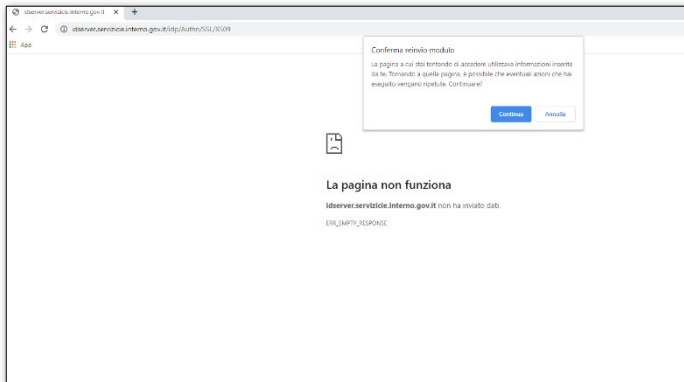 idserver.servizicie.interno.gov.it
idserver.servizicie.interno.gov.it/idp/Authn/SSL/X509
App
Conferma reinvio modulo
La pagina a cui stai tentando di accedere utilizzava informazioni inserite
da te. Tornando a quella pagina, è possibile che eventuali azioni che hai
eseguito vengano ripetute. Continuare?
Continua Annulla
La pagina non funziona
idserver.servizicie.interno.gov.it non ha inviato dati.
ERR_EMPTY_RESPONSE